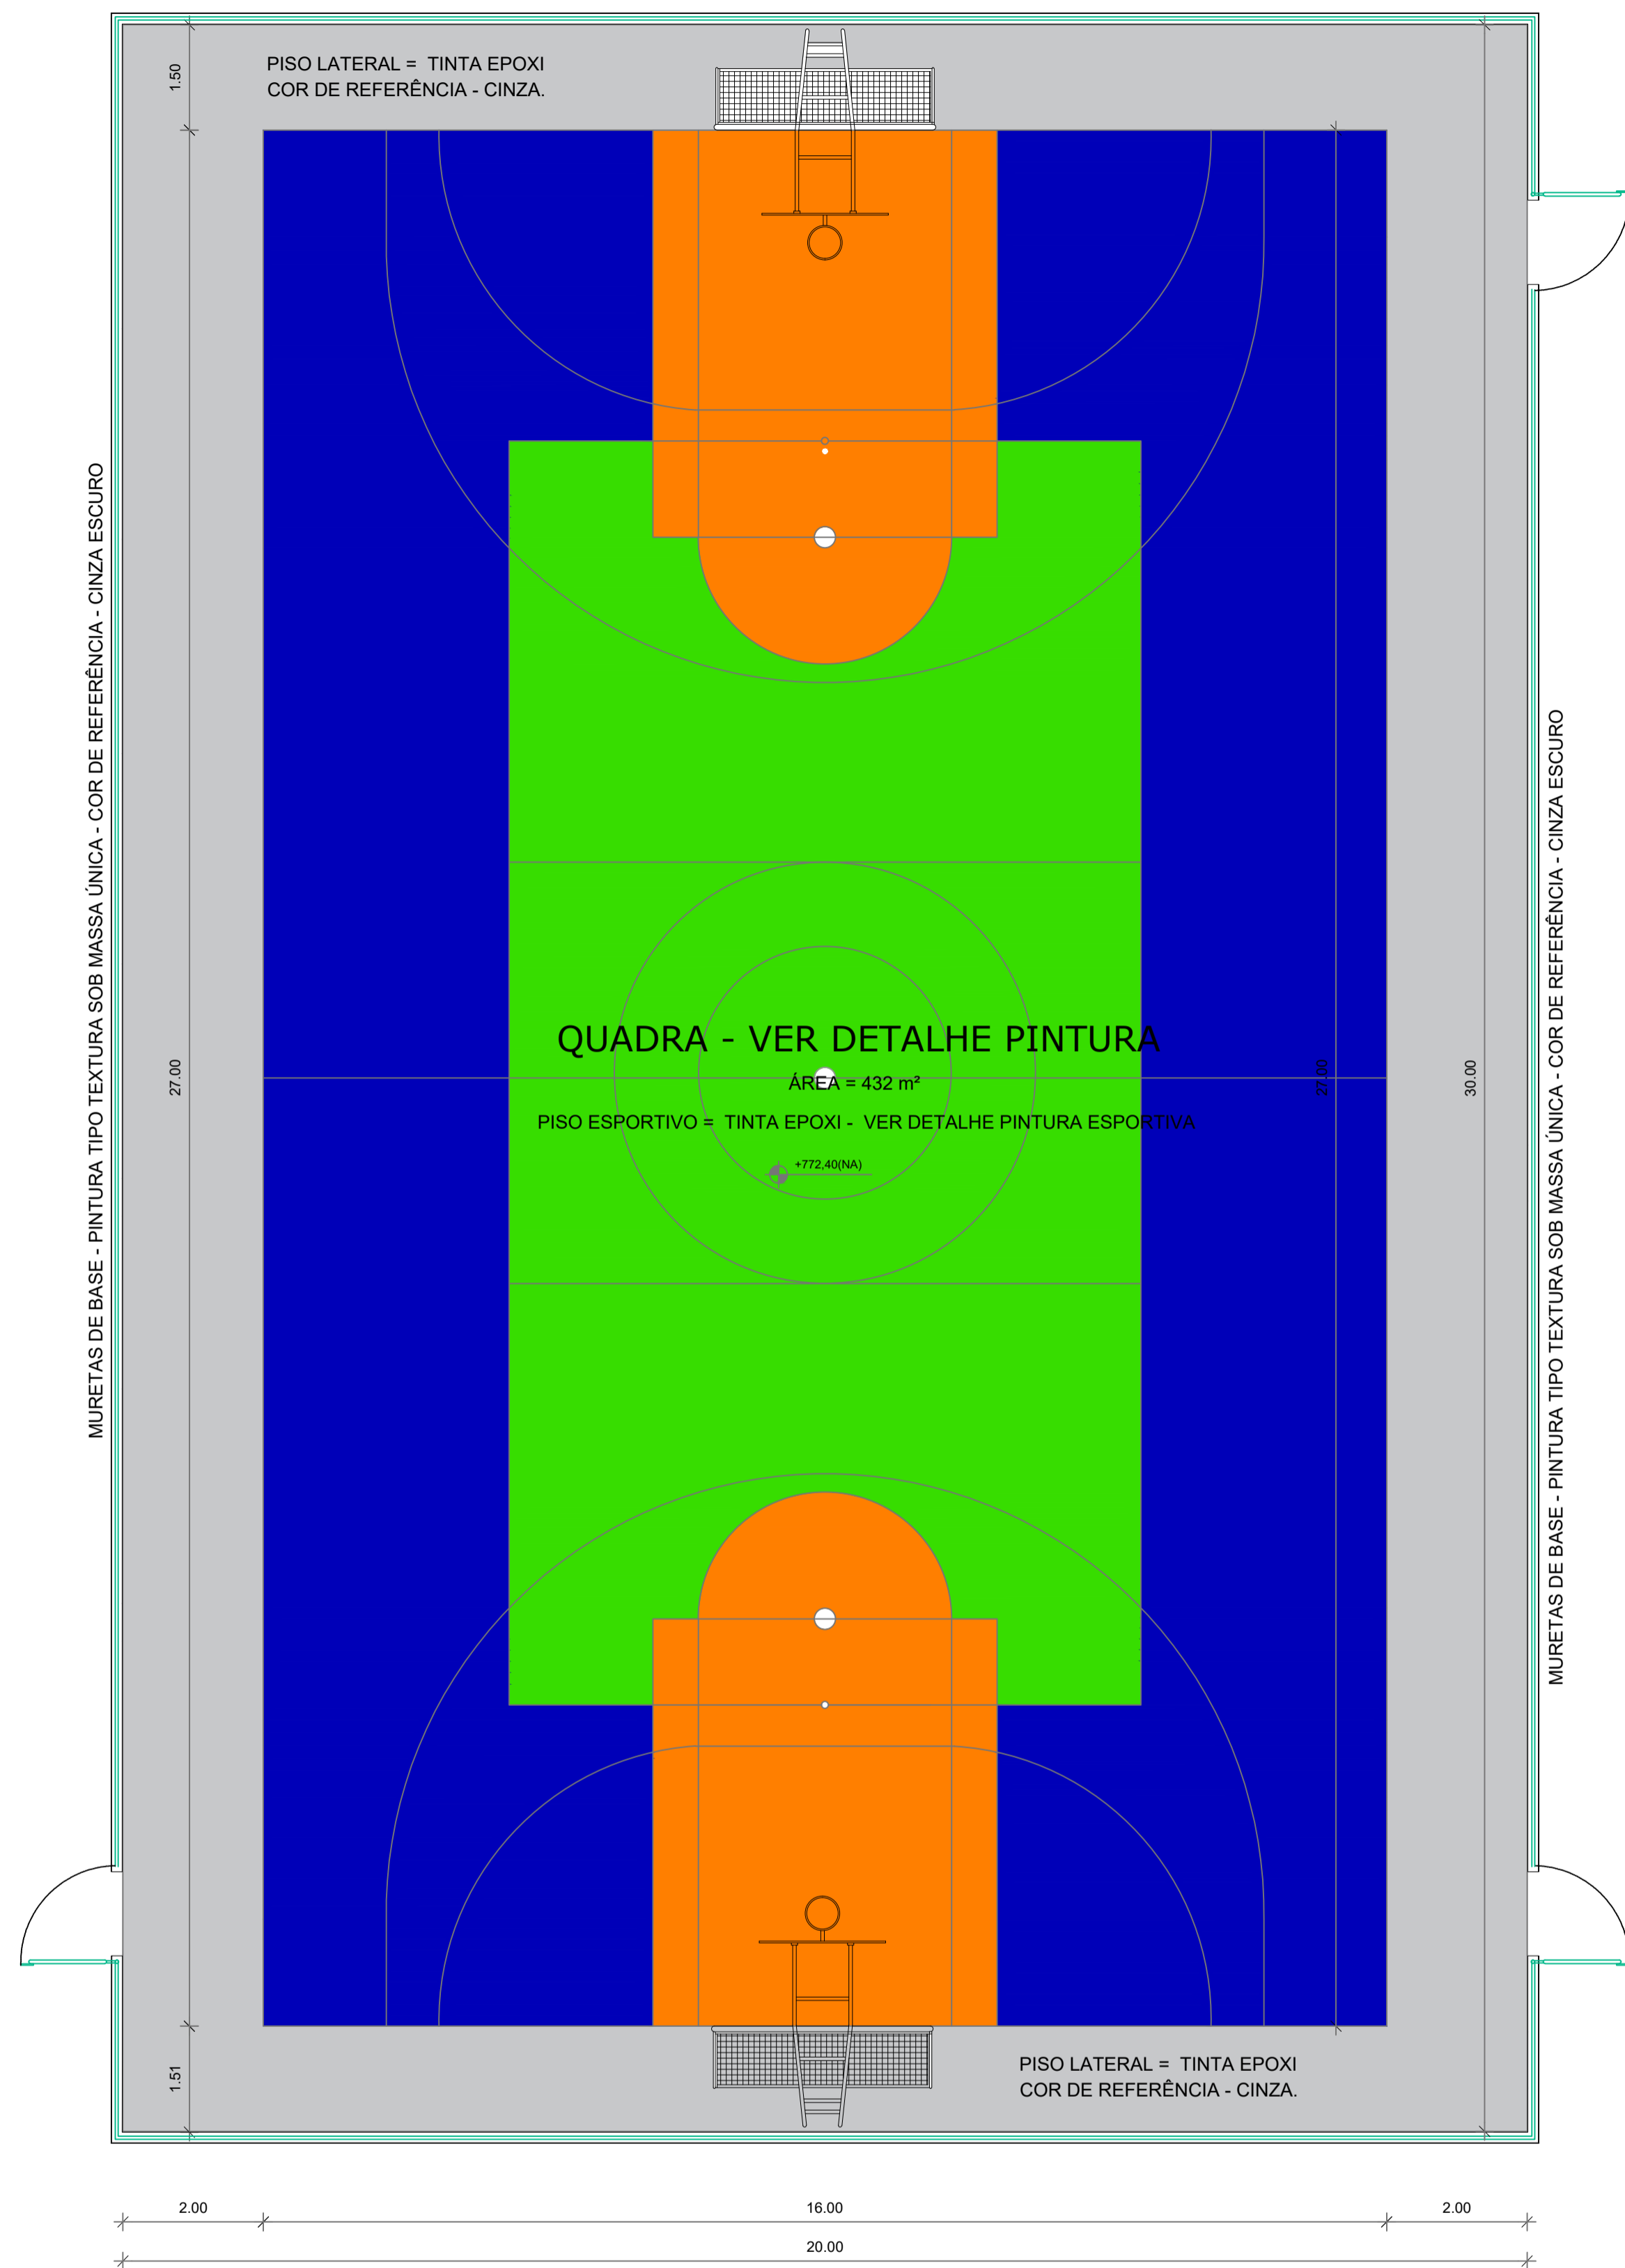 1.50
PISO LATERAL = TINTA EPOXI
COR DE REFERÊNCIA - CINZA.
MURETAS DE BASE - PINTURA TIPO TEXTURA SOB MASSA ÚNICA - COR DE REFERÊNCIA - CINZA ESCURO
MURETAS DE BASE - PINTURA TIPO TEXTURA SOB MASSA ÚNICA - COR DE REFERÊNCIA - CINZA ESCURO
27.00
QUADRA - VER DETALHE PINTURA
ÁREA = 432 m²
PISO ESPORTIVO = TINTA EPOXI - VER DETALHE PINTURA ESPORTIVA
+772,40(NA)
27.00
30.00
1.51
PISO LATERAL = TINTA EPOXI
COR DE REFERÊNCIA - CINZA.
2.00 16.00 2.00
20.00